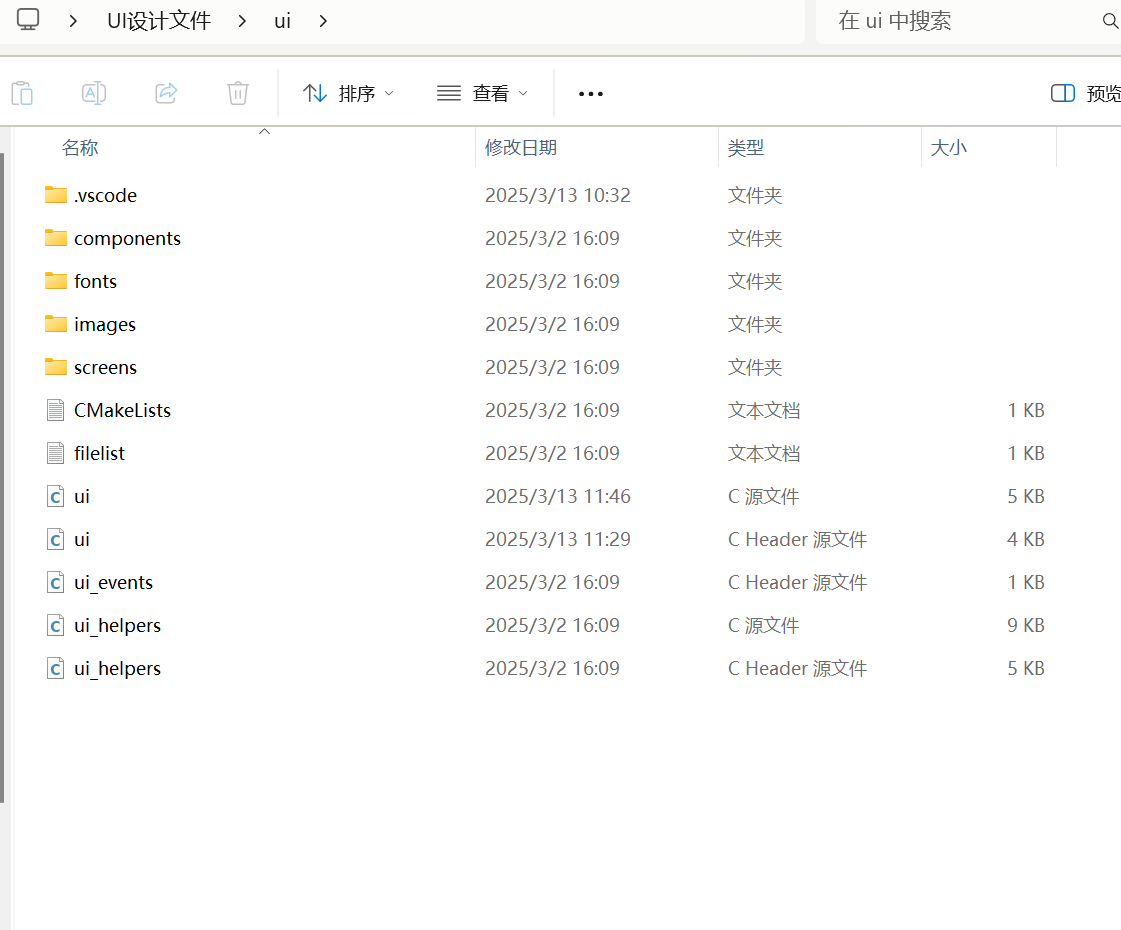 UI设计文件 ui
在 ui 中搜索
排序 查看 预览
名称 修改日期 类型 大小
.vscode 2025/3/13 10:32 文件夹
components 2025/3/2 16:09 文件夹
fonts 2025/3/2 16:09 文件夹
images 2025/3/2 16:09 文件夹
screens 2025/3/2 16:09 文件夹
CMakeLists 2025/3/2 16:09 文本文档 1 KB
filelist 2025/3/2 16:09 文本文档 1 KB
ui 2025/3/13 11:46 C 源文件 5 KB
ui 2025/3/13 11:29 C Header 源文件 4 KB
ui_events 2025/3/2 16:09 C Header 源文件 1 KB
ui_helpers 2025/3/2 16:09 C 源文件 9 KB
ui_helpers 2025/3/2 16:09 C Header 源文件 5 KB